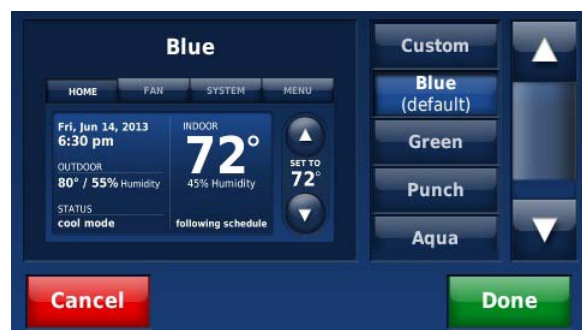 Blue
HOME FAN SYSTEM MENU
Fri, Jun 14, 2013
6:30 pm
OUTDOOR
80° / 55% Humidity
STATUS
cool mode
INDOOR
72°
45% Humidity
following schedule
SET TO
72°
Custom
Blue
(default)
Green
Punch
Aqua
Cancel
Done